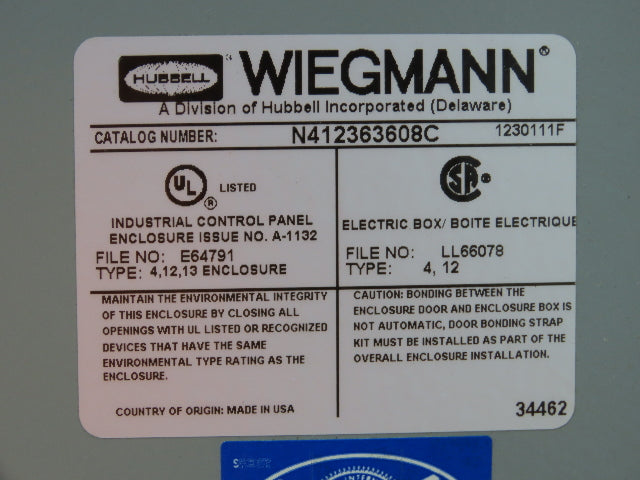 HUBBELL
WIEGMANN®
A Division of Hubbell Incorporated (Delaware)
CATALOG NUMBER: N412363608C 1230111F
UL ® LISTED
INDUSTRIAL CONTROL PANEL
ENCLOSURE ISSUE NO. A-1132
FILE NO: E64791
TYPE: 4,12,13 ENCLOSURE
SA ®
ELECTRIC BOX/ BOITE ELECTRIQUE
FILE NO: LL66078
TYPE: 4, 12
MAINTAIN THE ENVIRONMENTAL INTEGRITY
OF THIS ENCLOSURE BY CLOSING ALL
OPENINGS WITH UL LISTED OR RECOGNIZED
DEVICES THAT HAVE THE SAME
ENVIRONMENTAL TYPE RATING AS THE
ENCLOSURE.
COUNTRY OF ORIGIN: MADE IN USA
CAUTION: BONDING BETWEEN THE
ENCLOSURE DOOR AND ENCLOSURE BOX IS
NOT AUTOMATIC, DOOR BONDING STRAP
KIT MUST BE INSTALLED AS PART OF THE
OVERALL ENCLOSURE INSTALLATION.
34462